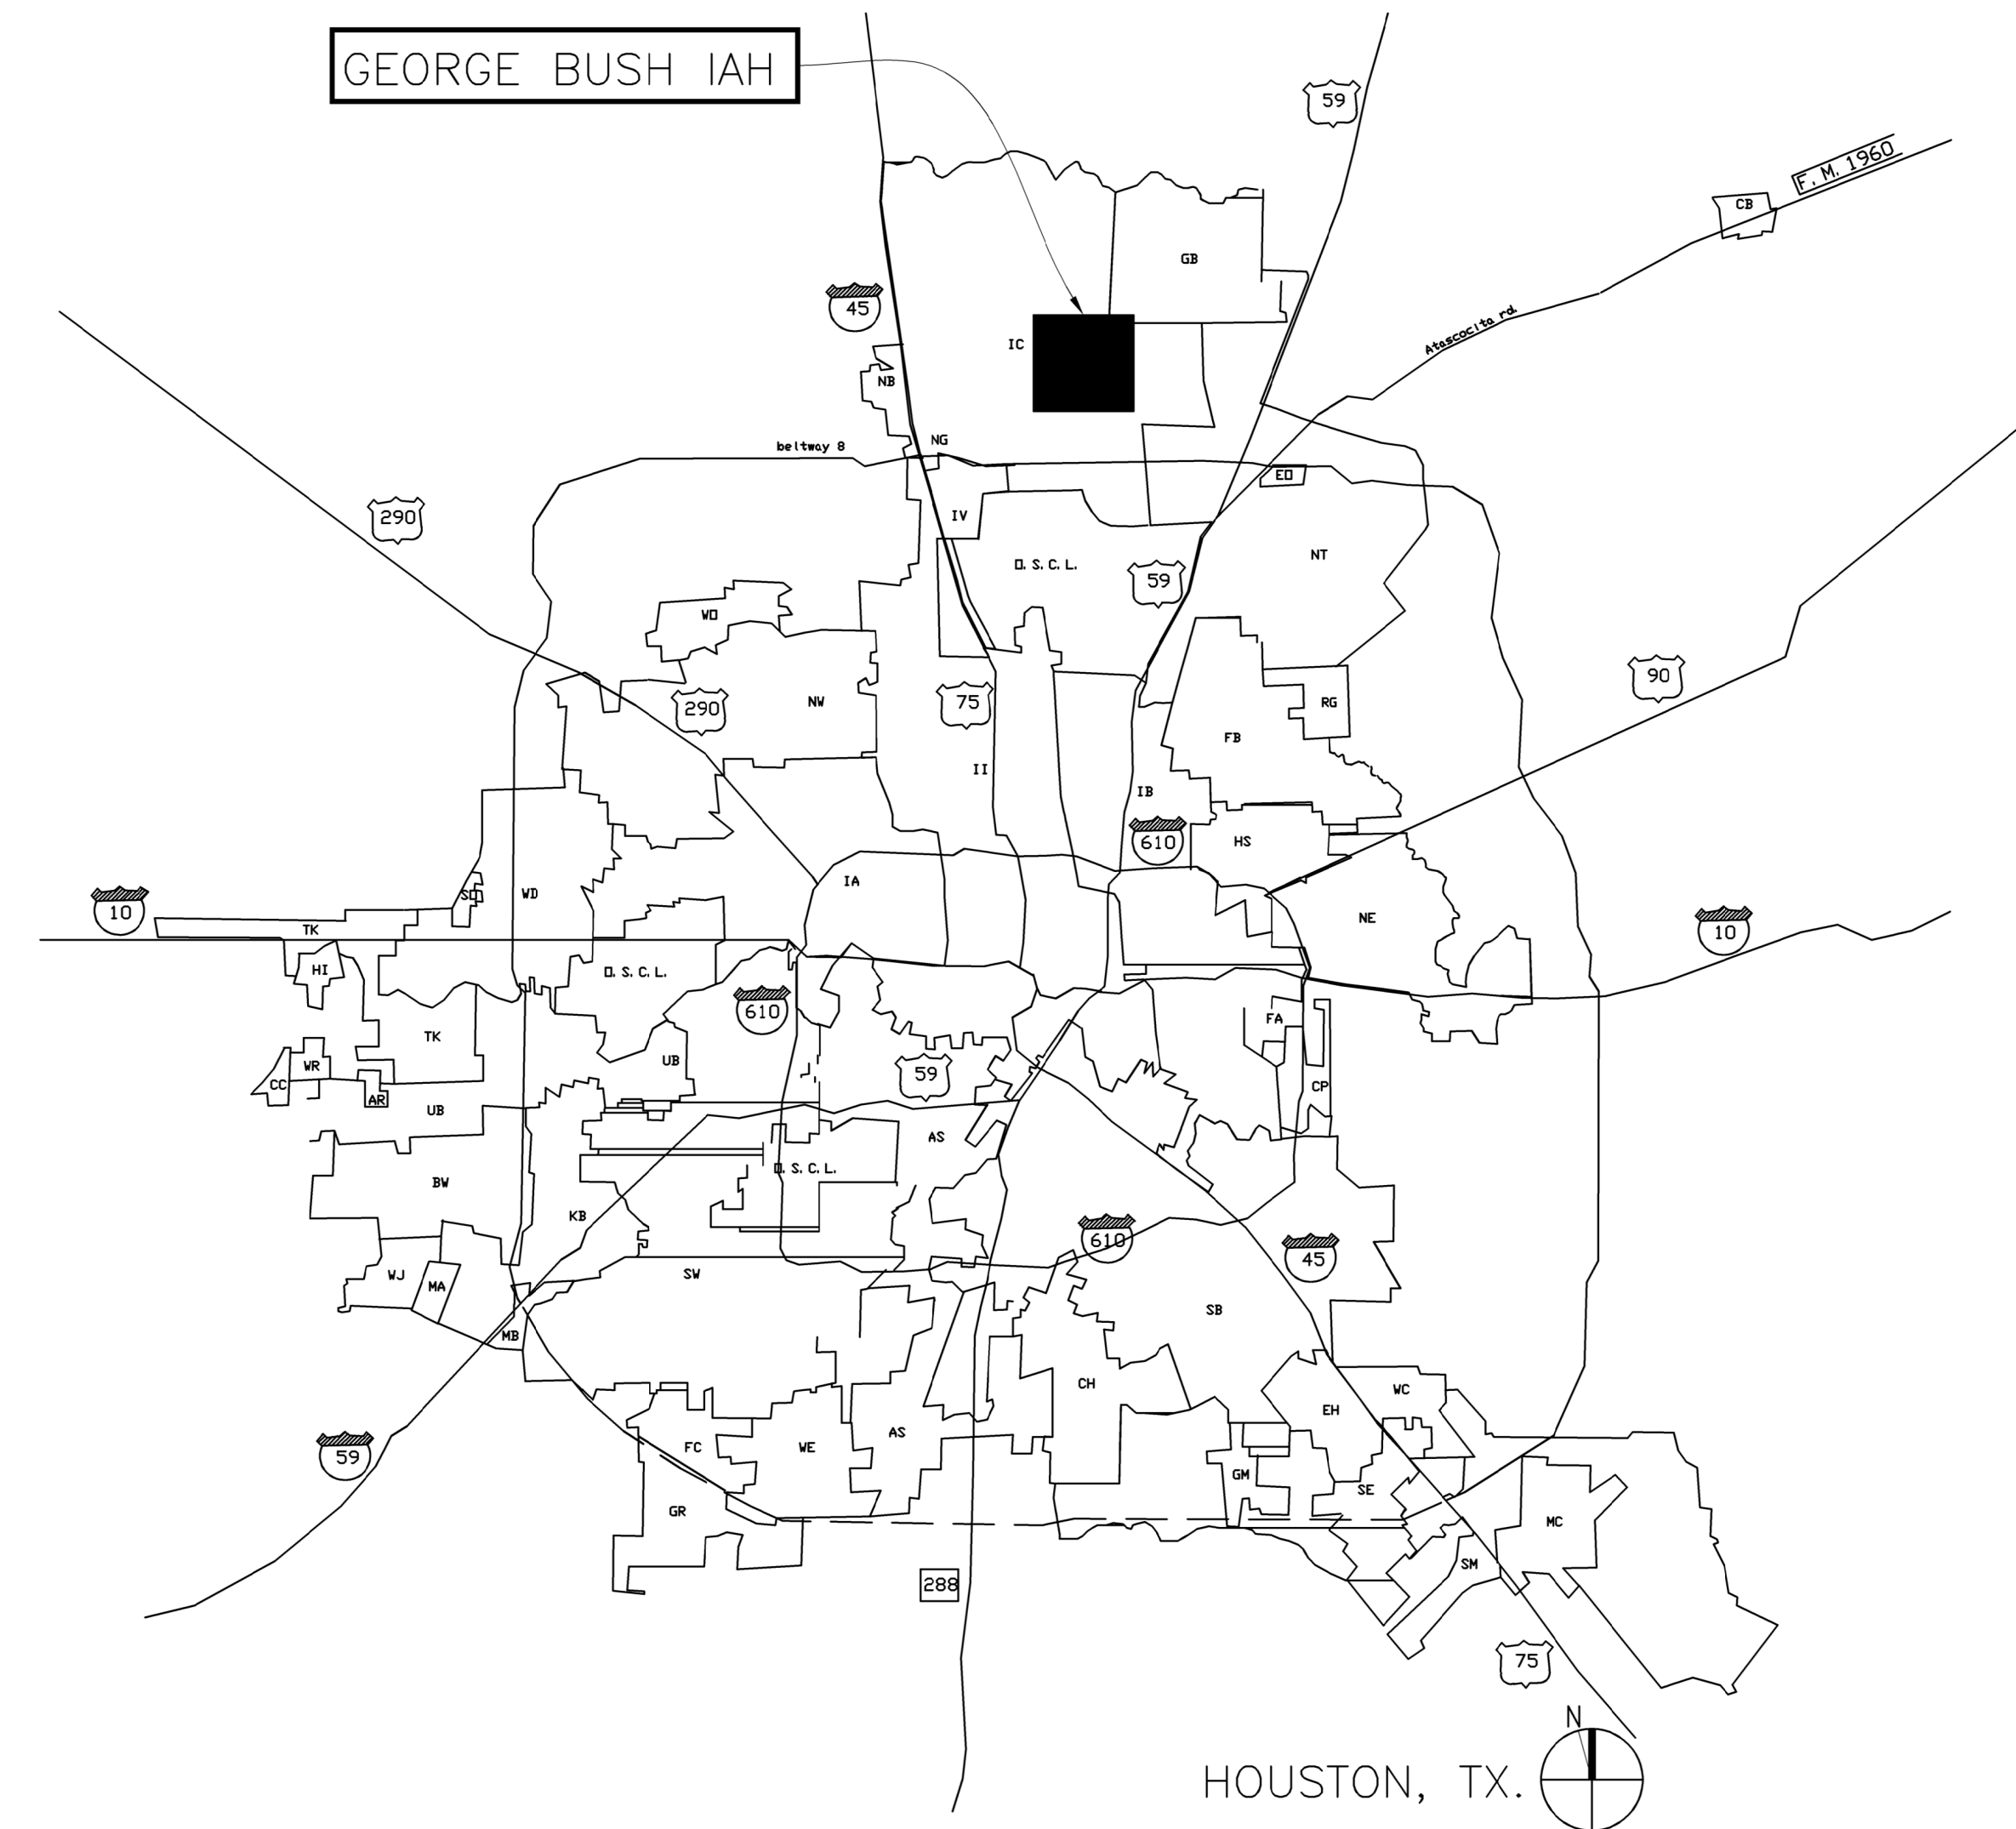 GEORGE BUSH IAH
59
F. M. 1960
CB
GB
45
Atascocita rd.
IC
NB
NG
beltway 8
EO
290
IV
NT
O. S. C. L.
59
WO
90
290
NW
75
RG
FB
II
IB
610
HS
IA
SO
WD
10
TK
NE
10
HI
O. S. C. L.
610
FA
TK
UB
WR
59
CC
CP
AR
UB
AS
O. S. C. L.
BW
KB
610
45
WJ
SW
MA
SB
MB
CH
WC
EH
AS
FC
WE
59
GM
SE
GR
MC
SM
288
75
N
HOUSTON, TX.